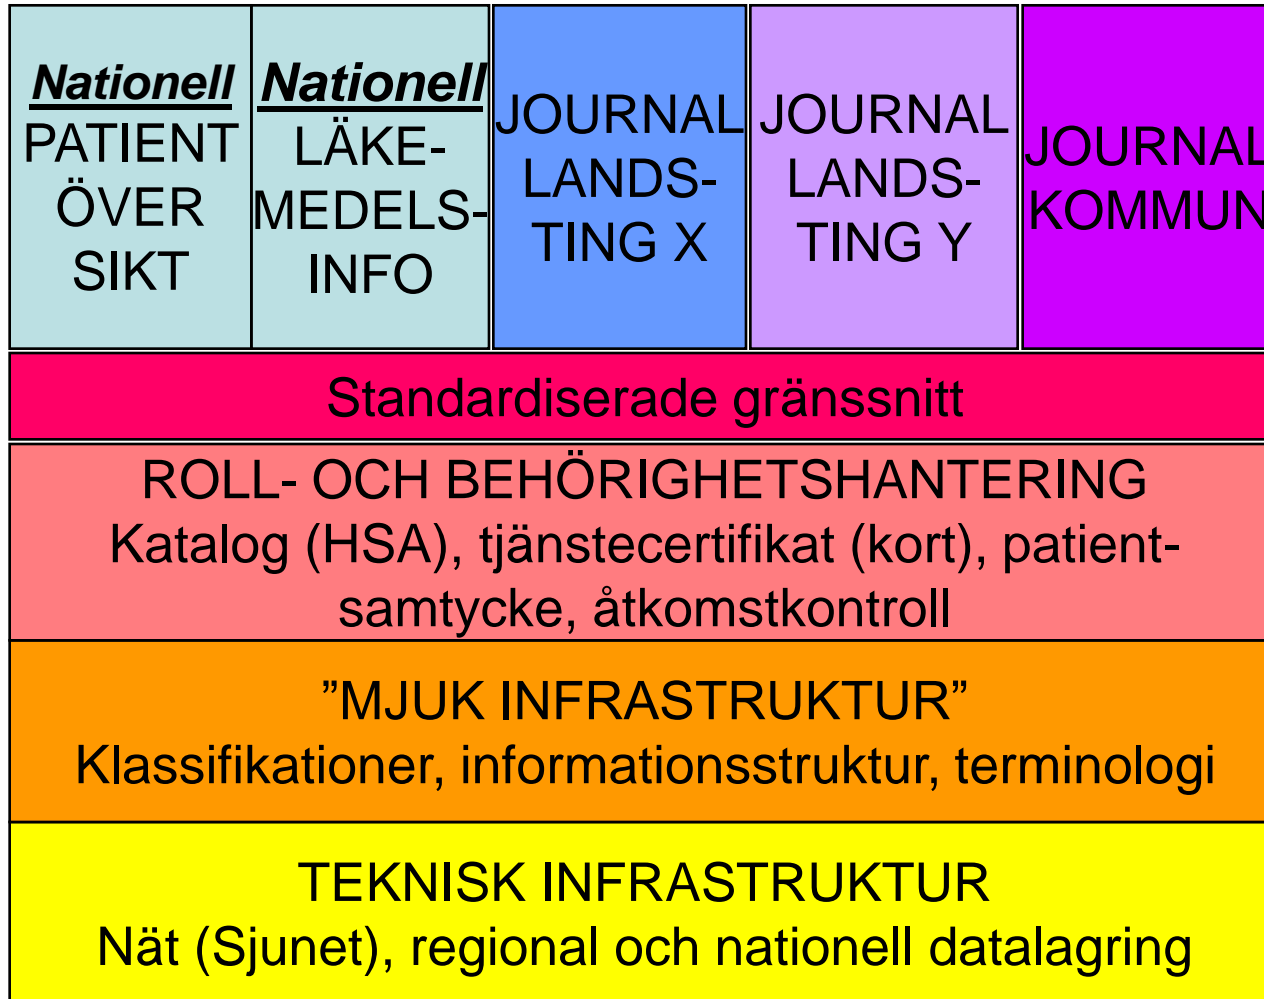 Nationell
PATIENT
ÖVER
SIKT
Nationell
LÄKE-
MEDELS-
INFO
JOURNAL
LANDS-
TING X
JOURNAL
LANDS-
TING Y
JOURNAL
KOMMUN
Standardiserade gränssnitt
ROLL- OCH BEHÖRIGHETSHANTERING
Katalog (HSA), tjänstecertifikat (kort), patient-
samtycke, åtkomstkontroll
”MJUK INFRASTRUKTUR”
Klassifikationer, informationsstruktur, terminologi
TEKNISK INFRASTRUKTUR
Nät (Sjunet), regional och nationell datalagring